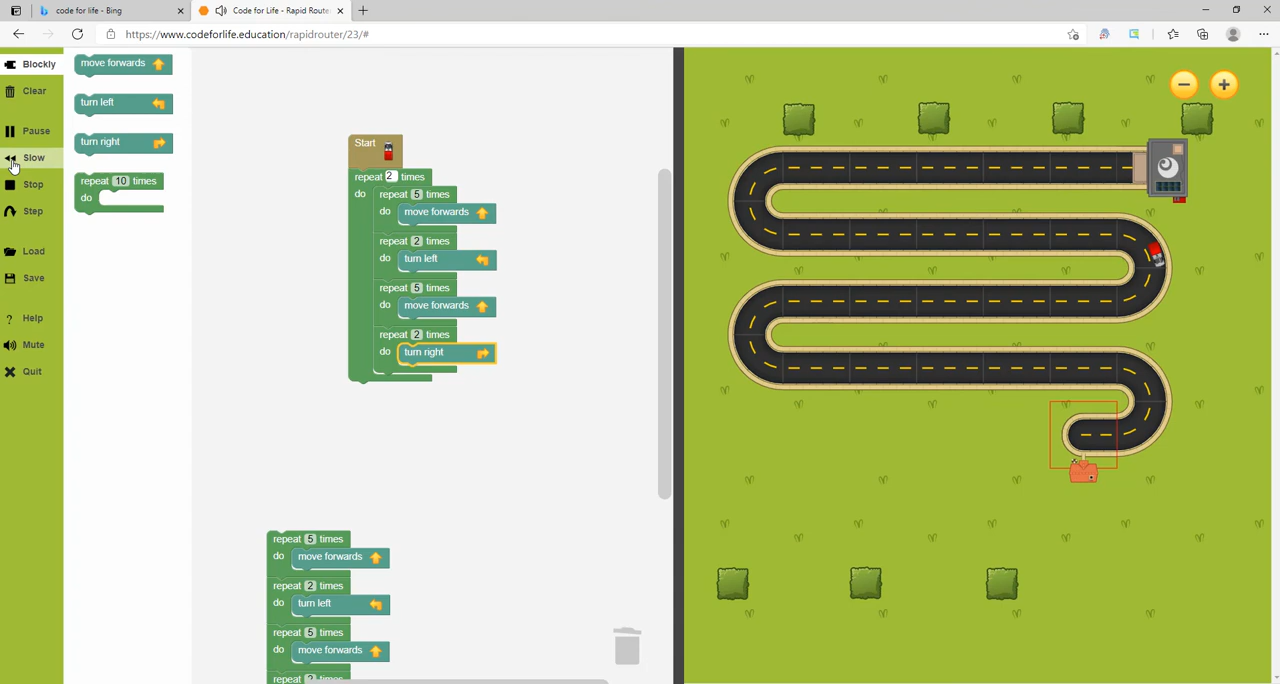 code for life - Bing
Code for Life - Rapid Route
https://www.codeforlife.education/rapidrouter/23/#
Blockly
Clear
Pause
Slow
Stop
Step
Load
Save
Help
Mute
Quit
move forwards
turn left
turn right
repeat 10 times
do
Start
repeat 2 times
do
repeat 5 times
do move forwards
repeat 2 times
do turn left
repeat 5 times
do move forwards
repeat 2 times
do turn right
repeat 5 times
do move forwards
repeat 2 times
do turn left
repeat 5 times
do move forwards
repeat 2 times